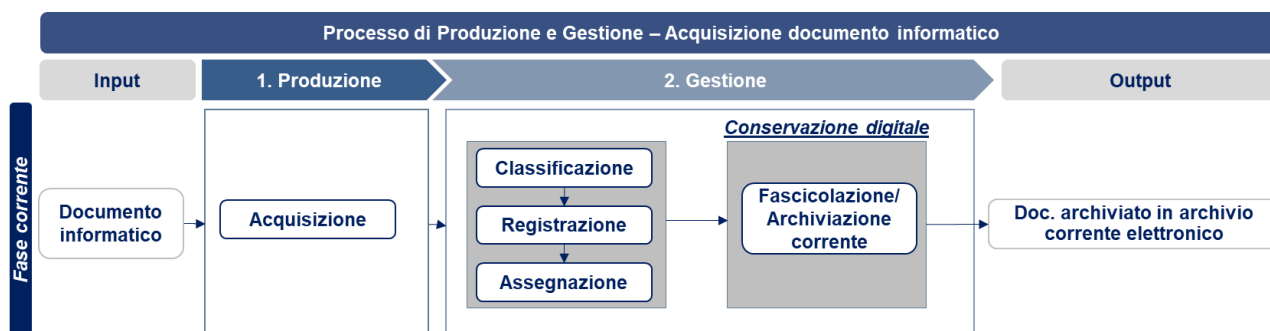 Processo di Produzione e Gestione – Acquisizione documento informatico
Input
1. Produzione
2. Gestione
Output
Fase corrente
Documento
informatico
Acquisizione
Classificazione
Registrazione
Assegnazione
Conservazione digitale
Fascicolazione/
Archiviazione
corrente
Doc. archiviato in archivio
corrente elettronico